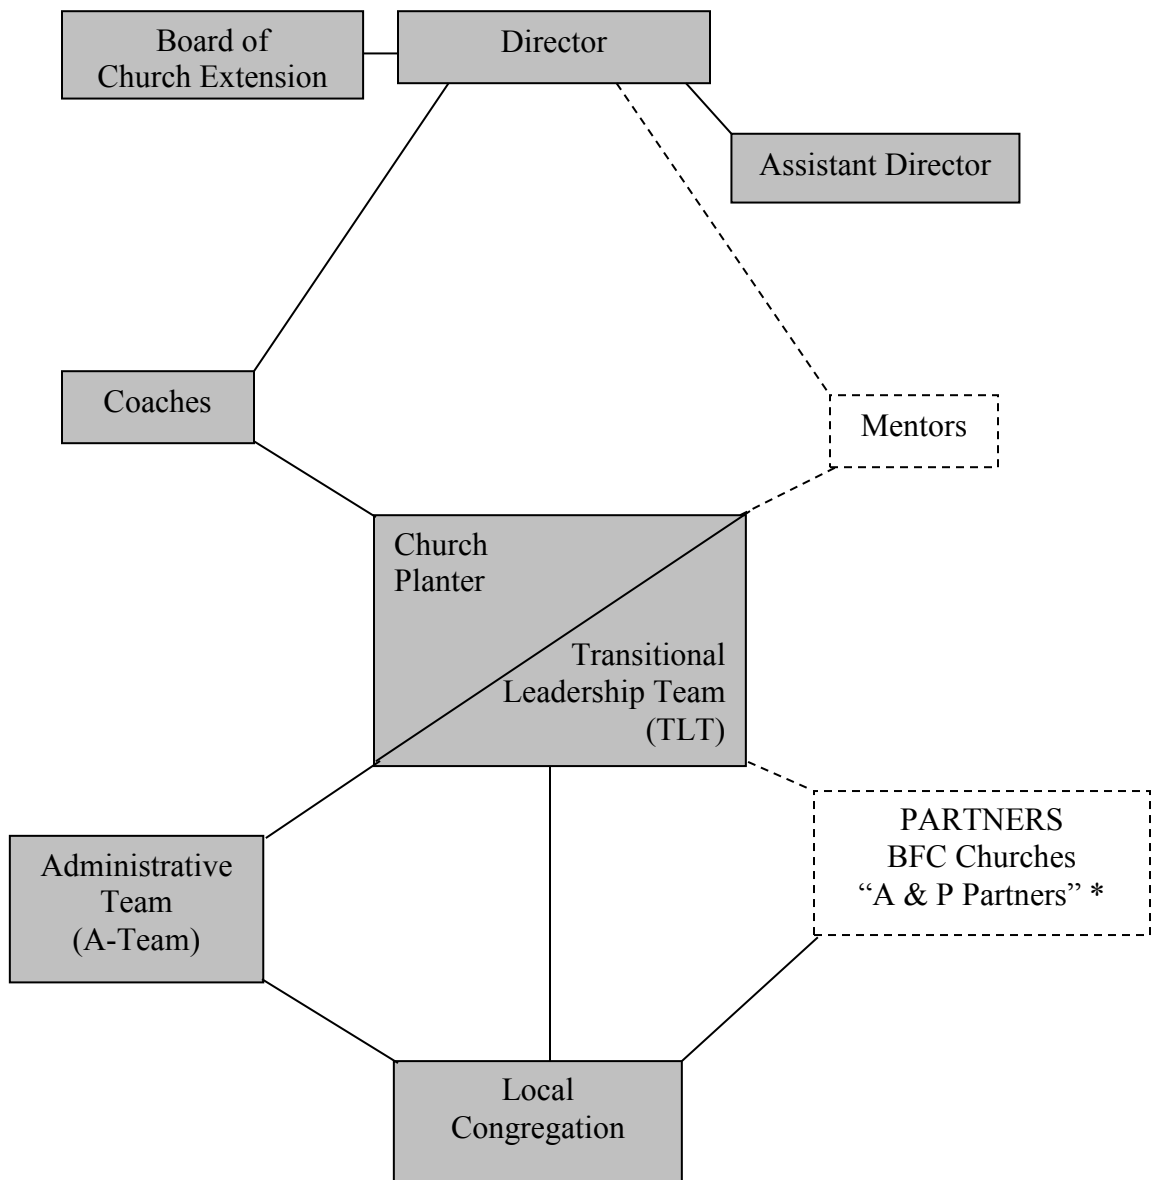 Board of
Church Extension
Director
Assistant Director
Coaches
Mentors
Church
Planter
Transitional
Leadership Team
(TLT)
Administrative
Team
(A-Team)
PARTNERS
BFC Churches
“A & P Partners” *
Local
Congregation